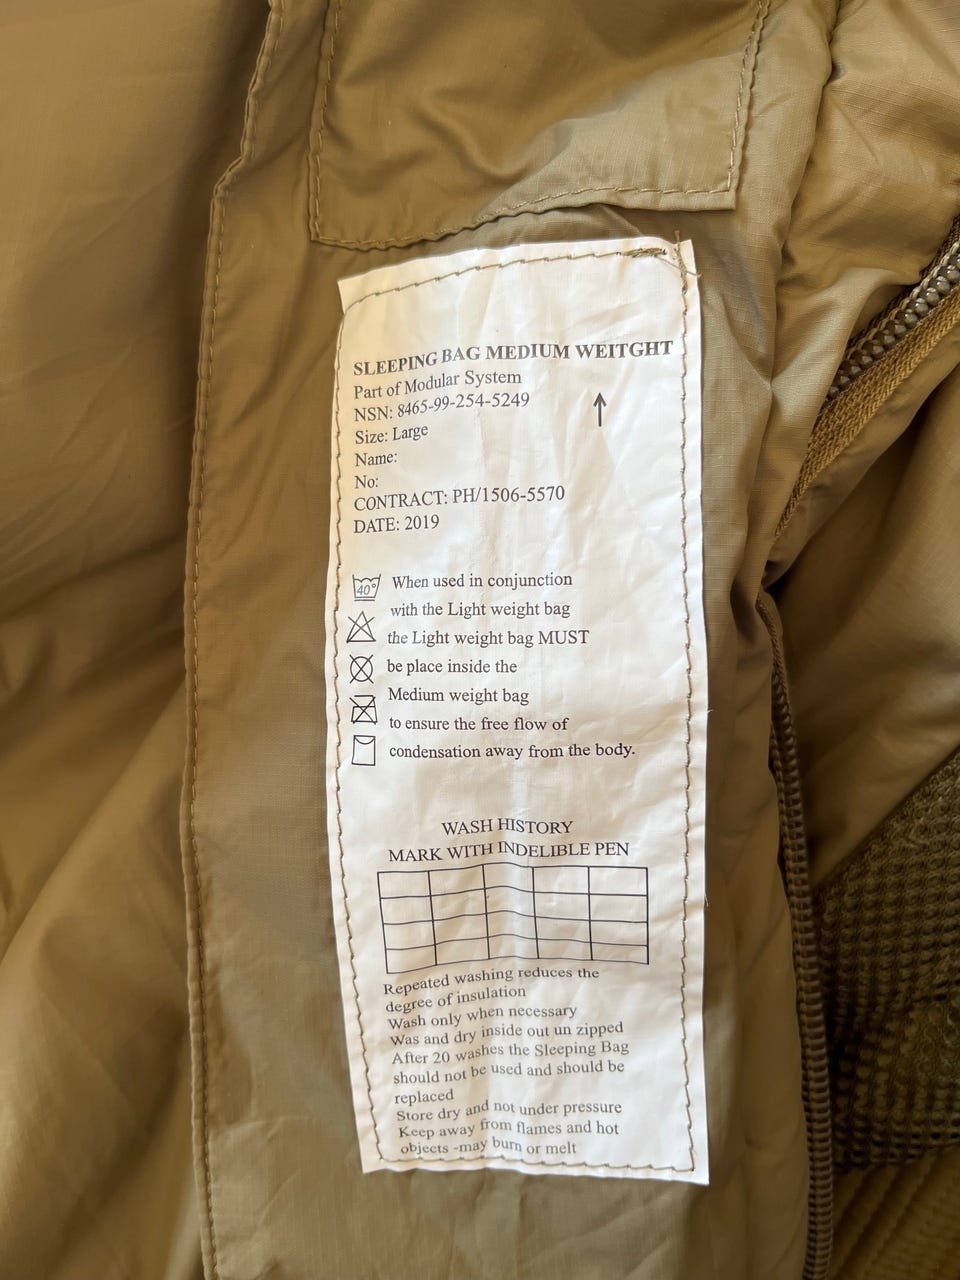 SLEEPING BAG MEDIUM WEITGHT
Part of Modular System
NSN: 8465-99-254-5249
Size: Large
Name:
No:
CONTRACT: PH/1506-5570
DATE: 2019
40° When used in conjunction
with the Light weight bag
the Light weight bag MUST
be place inside the
Medium weight bag
to ensure the free flow of
condensation away from the body.
WASH HISTORY
MARK WITH INDELIBLE PEN
Repeated washing reduces the
degree of insulation
Wash only when necessary
Was and dry inside out un zipped
After 20 washes the Sleeping Bag
should not be used and should be
replaced
Store dry and not under pressure
Keep away from flames and hot
objects -may burn or melt